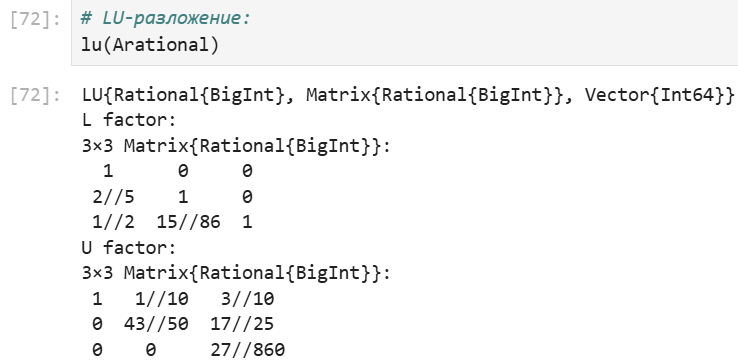 [72]: # LU-разложение:
lu(Arational)
[72]: LU{Rational{BigInt}, Matrix{Rational{BigInt}}, Vector{Int64}}
L factor:
3×3 Matrix{Rational{BigInt}}:
1 0 0
2//5 1 0
1//2 15//86 1
U factor:
3×3 Matrix{Rational{BigInt}}:
1 1//10 3//10
0 43//50 17//25
0 0 27//860